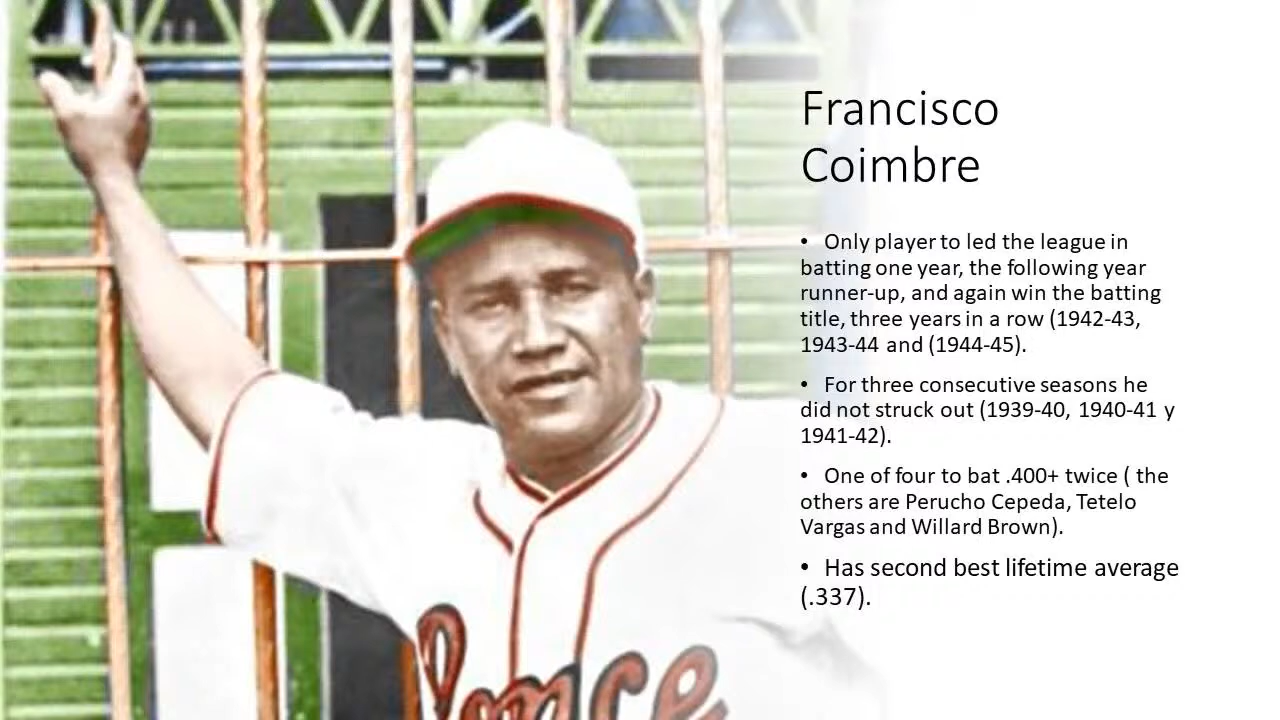 Francisco
Coimbre
• Only player to led the league in
batting one year, the following year
runner-up, and again win the batting
title, three years in a row (1942-43,
1943-44 and (1944-45).
• For three consecutive seasons he
did not struck out (1939-40, 1940-41 y
1941-42).
• One of four to bat .400+ twice ( the
others are Perucho Cepeda, Tetelo
Vargas and Willard Brown).
• Has second best lifetime average
(.337).
Ponce